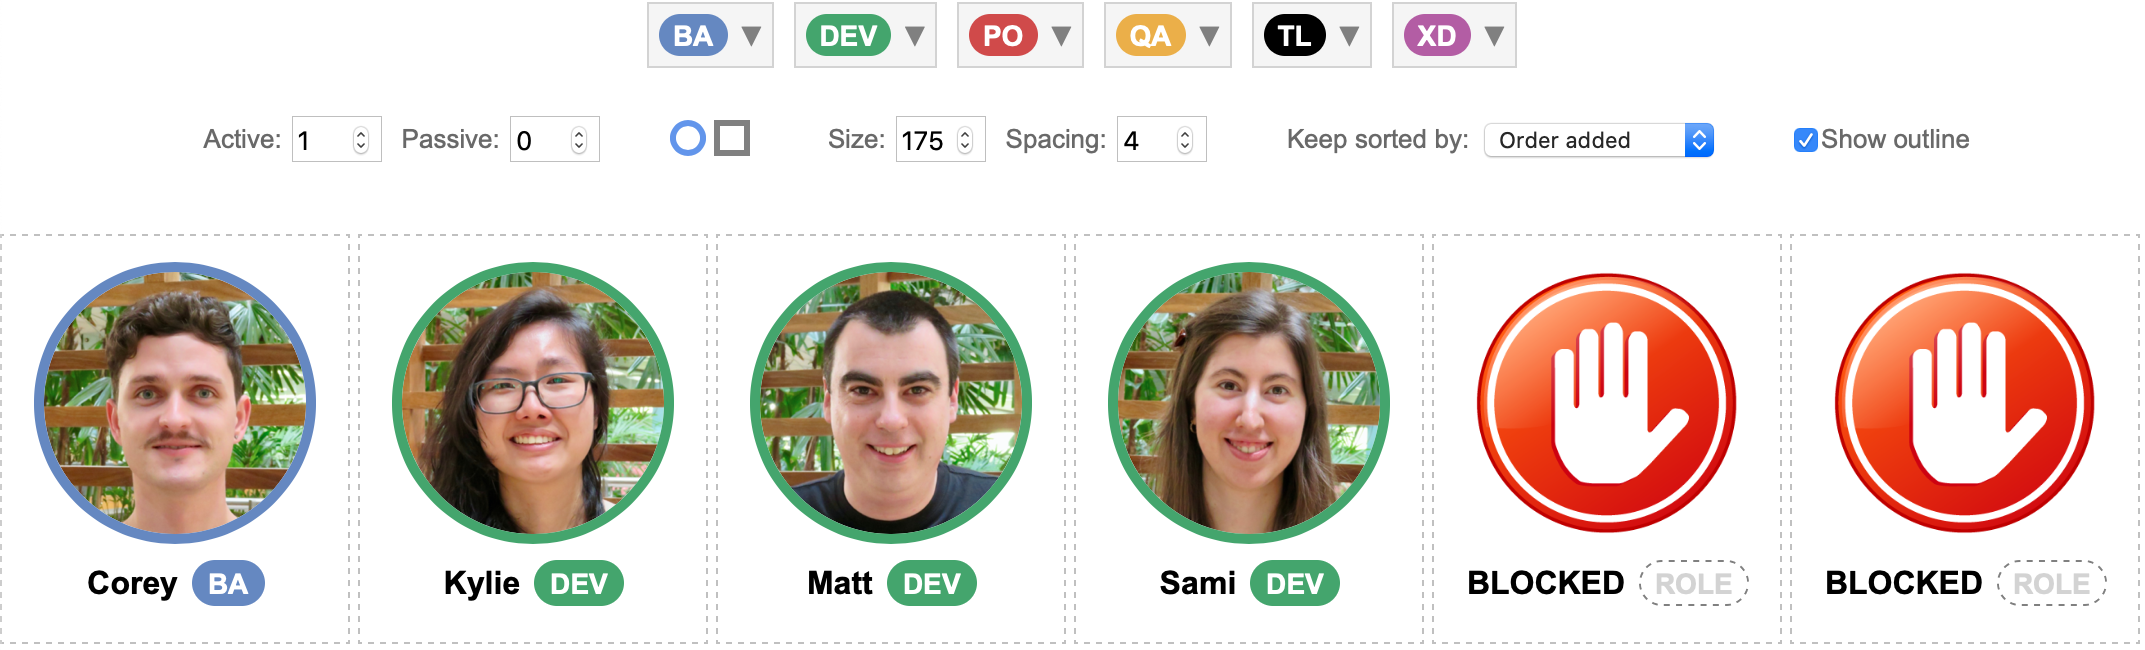 BA DEV PO QA TL XD
Active: 1 Passive: 0 Size: 175 Spacing: 4 Keep sorted by: Order added Show outline
Corey BA Kylie DEV Matt DEV Sami DEV BLOCKED ROLE BLOCKED ROLE